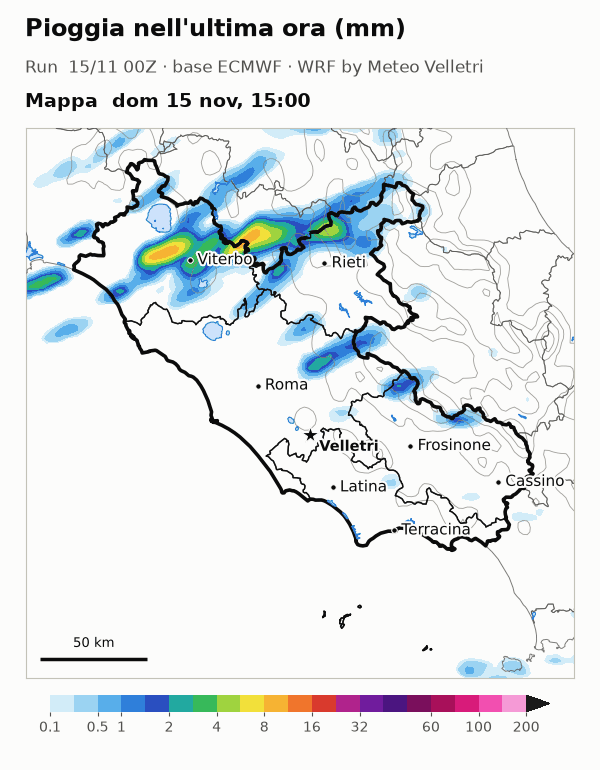 Pioggia nell'ultima ora (mm)
Run  15/11 00Z · base ECMWF · WRF by Meteo Velletri
Mappa  dom 15 nov, 15:00
Viterbo
Rieti
Roma
Velletri
Frosinone
Cassino
Latina
Terracina
50 km
0.1 0.5 1 2 4 8 16 32 60 100 200